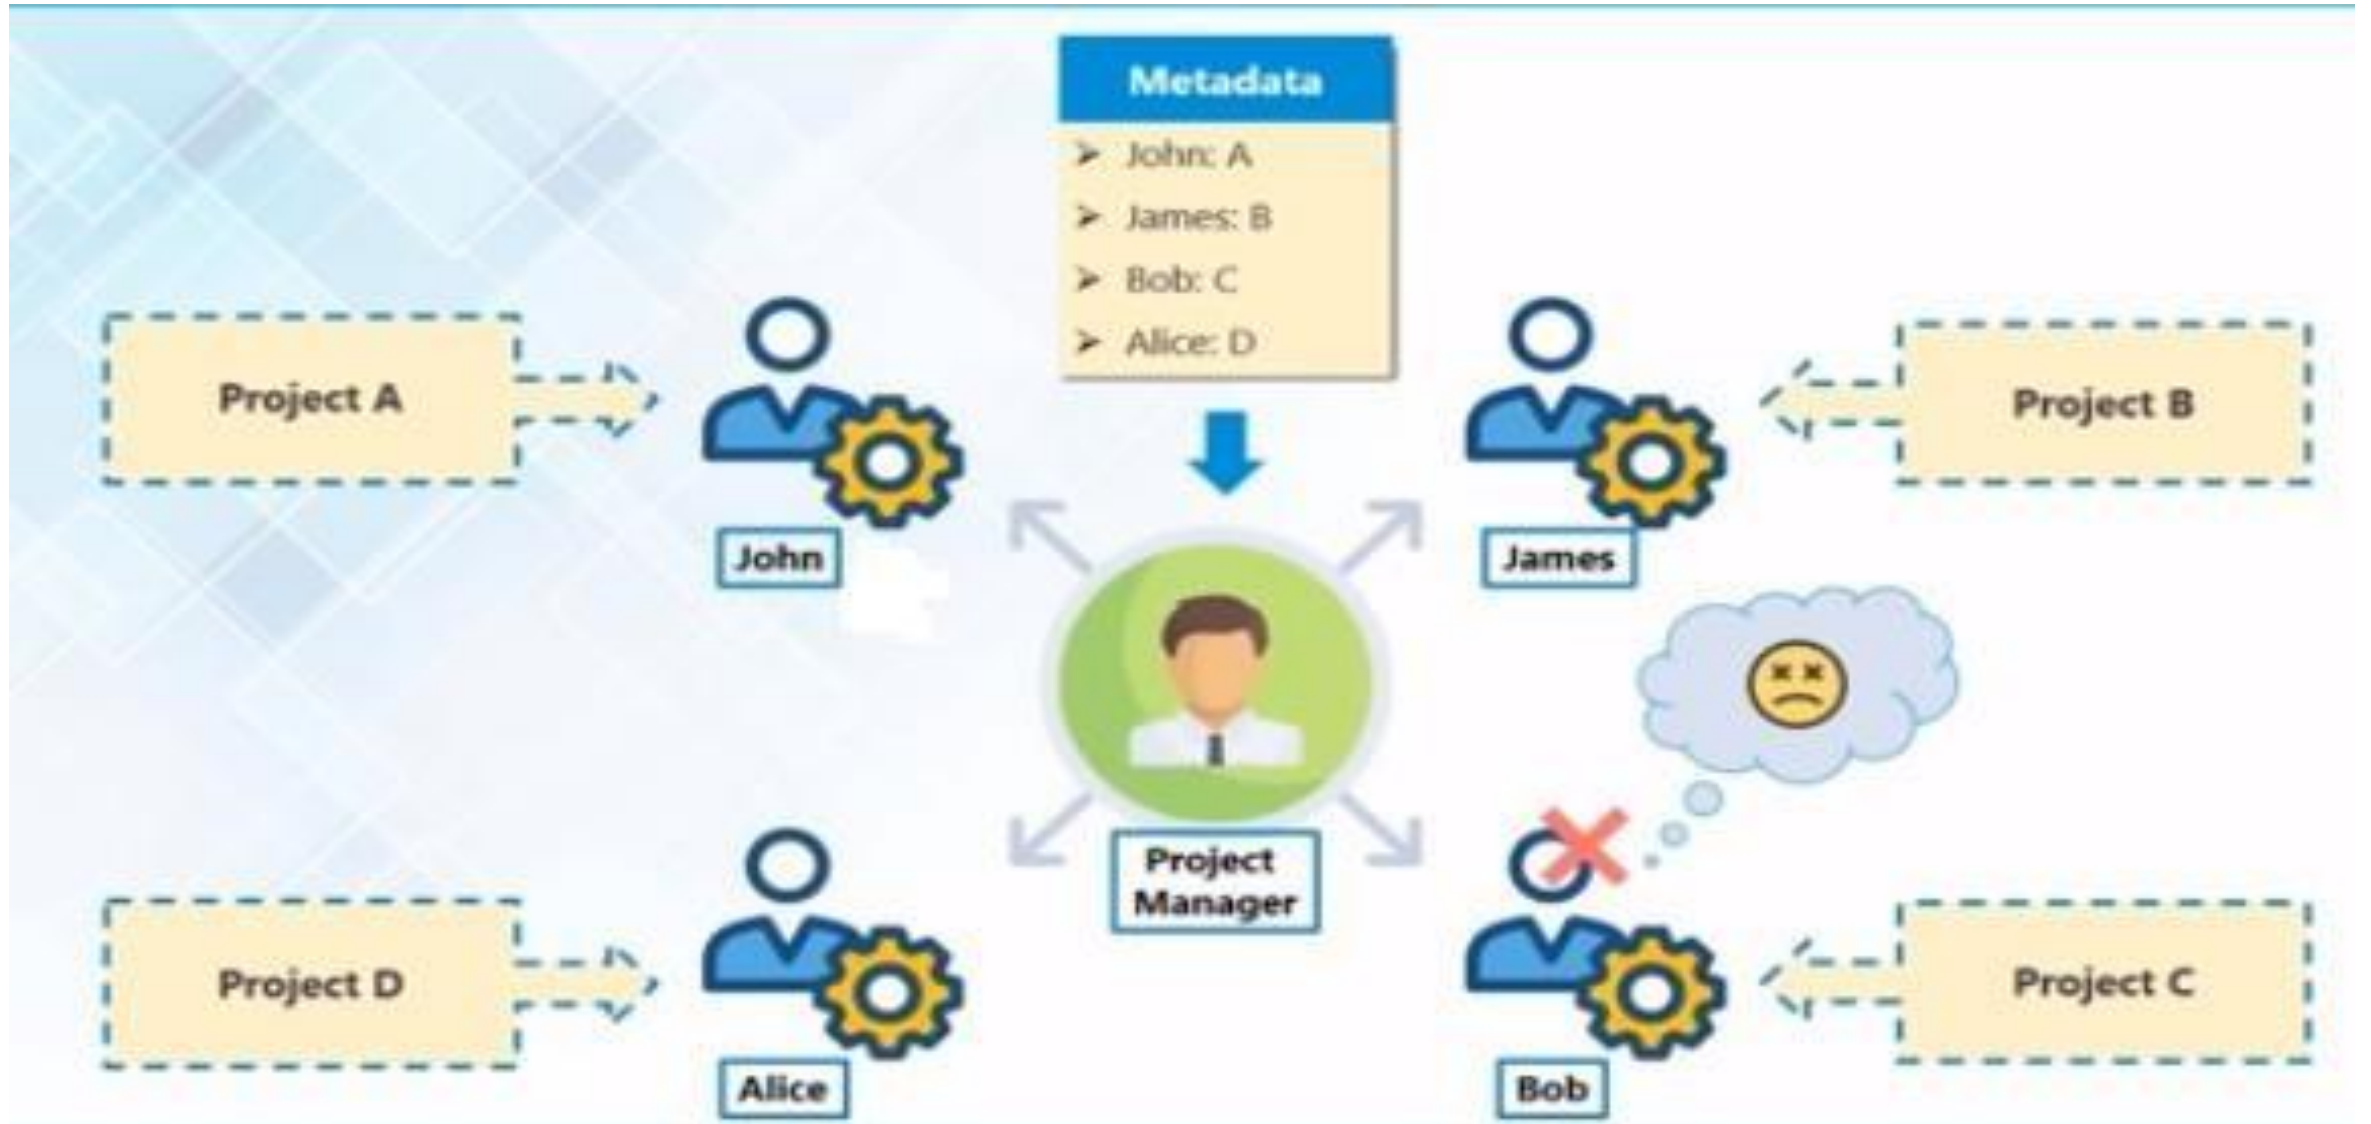 Metadata
➤ John: A
➤ James: B
➤ Bob: C
➤ Alice: D
Project A
Project B
John
James
Project
Manager
Project D
Project C
Alice
Bob